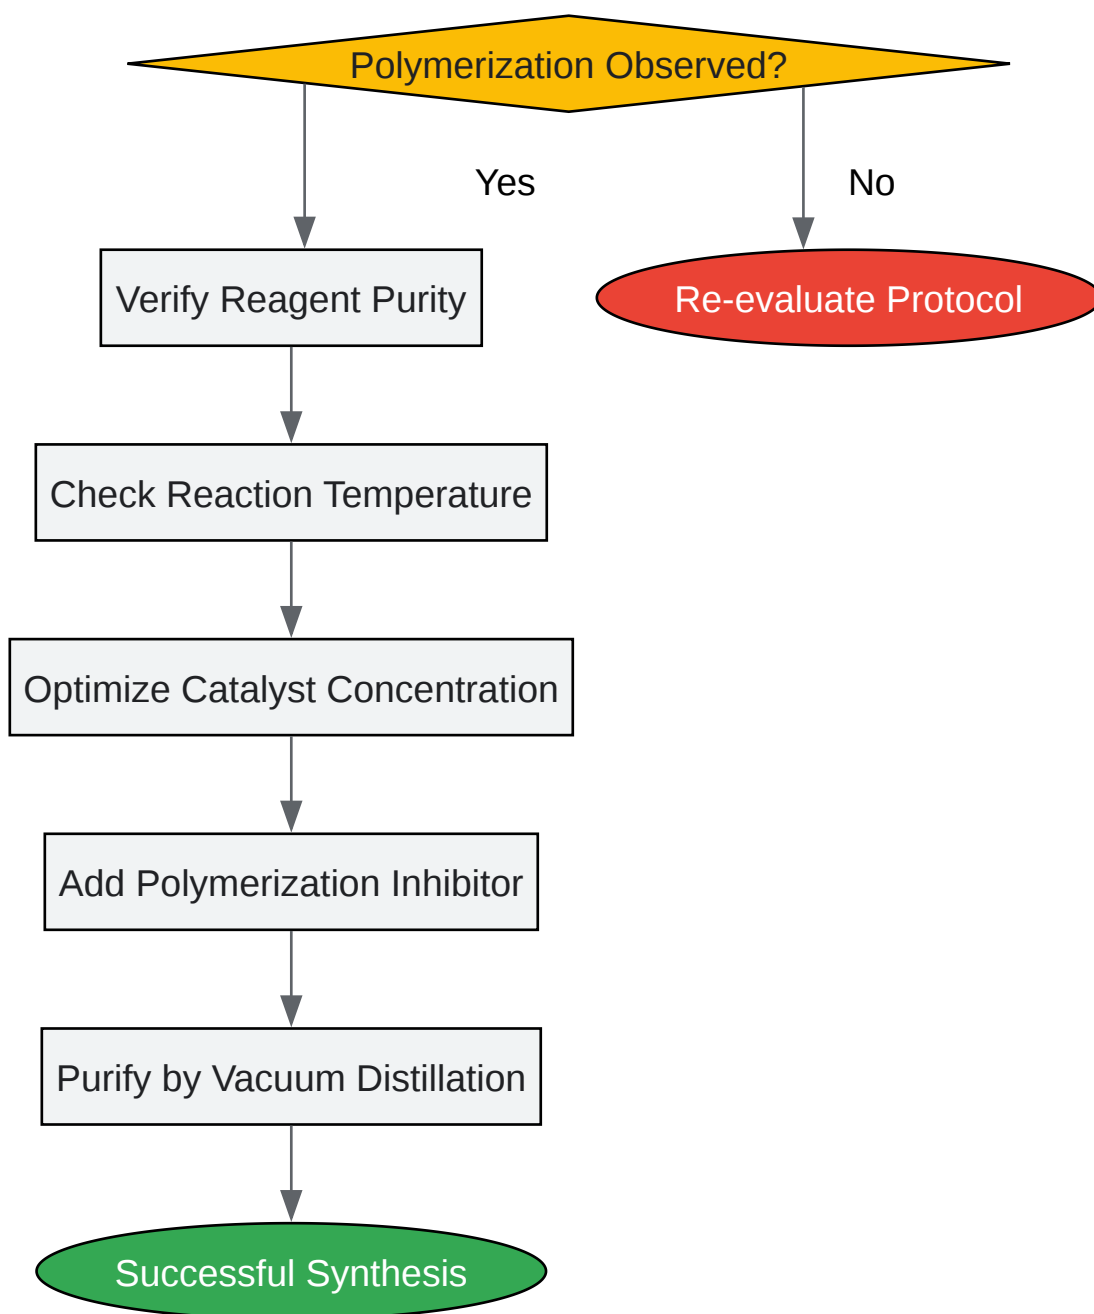 Polymerization Observed?
Yes
No
Verify Reagent Purity
Re-evaluate Protocol
Check Reaction Temperature
Optimize Catalyst Concentration
Add Polymerization Inhibitor
Purify by Vacuum Distillation
Successful Synthesis